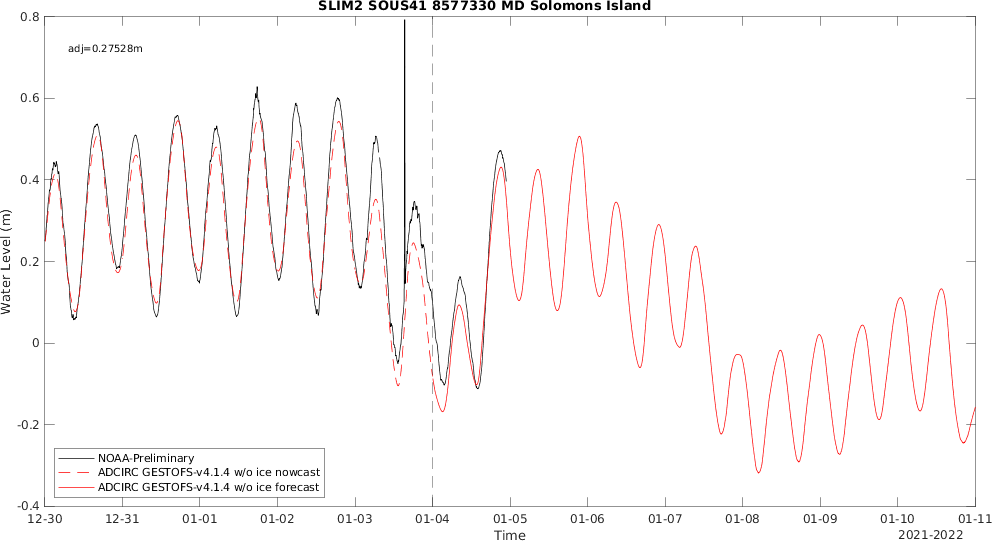 SLIM2 SOUS41 8577330 MD Solomons Island
adj=0.27528m
Water Level (m)
0.8
0.6
0.4
0.2
0
-0.2
-0.4
NOAA-Preliminary
ADCIRC GESTOFS-v4.1.4 w/o ice nowcast
ADCIRC GESTOFS-v4.1.4 w/o ice forecast
12-30 12-31 01-01 01-02 01-03 01-04 01-05 01-06 01-07 01-08 01-09 01-10 01-11
Time
2021-2022